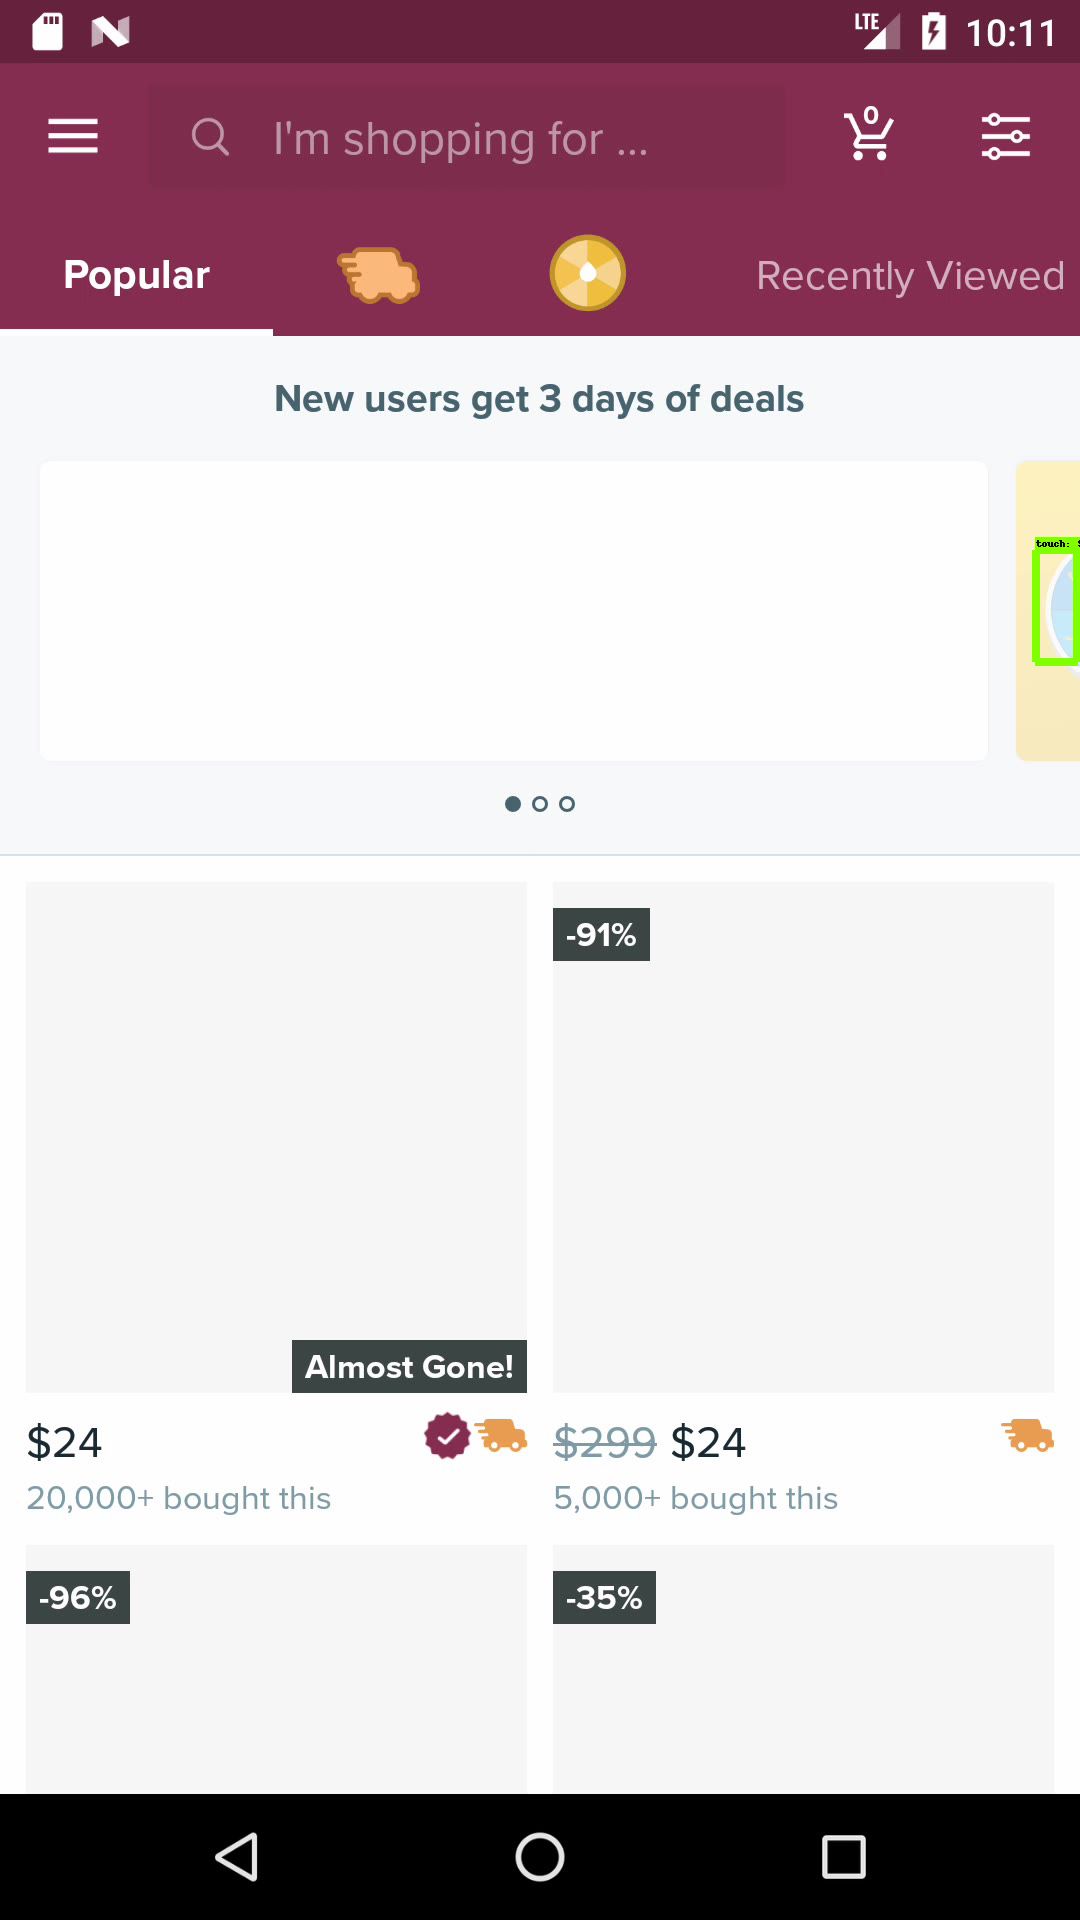 LTE 10:11
I'm shopping for ... 0
Popular Recently Viewed
New users get 3 days of deals
touch:
-91%
Almost Gone!
$24 $299 $24
20,000+ bought this 5,000+ bought this
-96% -35%